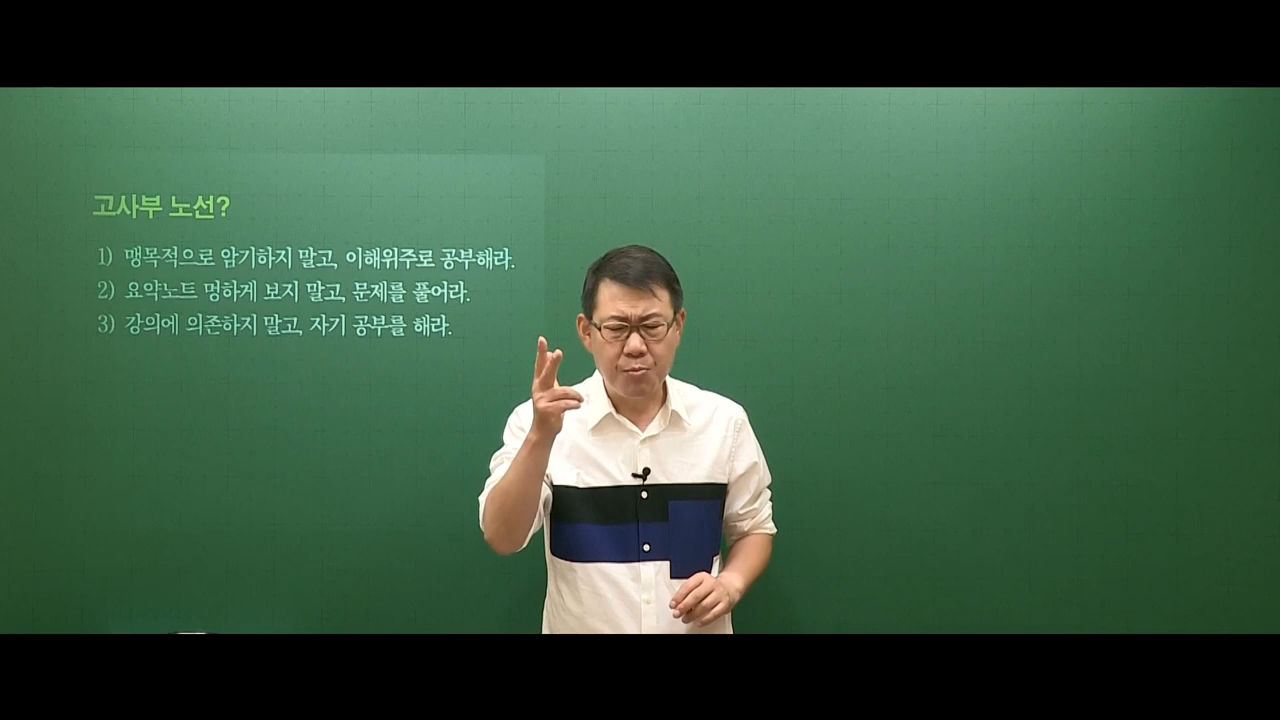 고사부 노선?
1) 맹목적으로 암기하지 말고, 이해위주로 공부해라.
2) 요약노트 멍하게 보지 말고, 문제를 풀어라.
3) 강의에 의존하지 말고, 자기 공부를 해라.